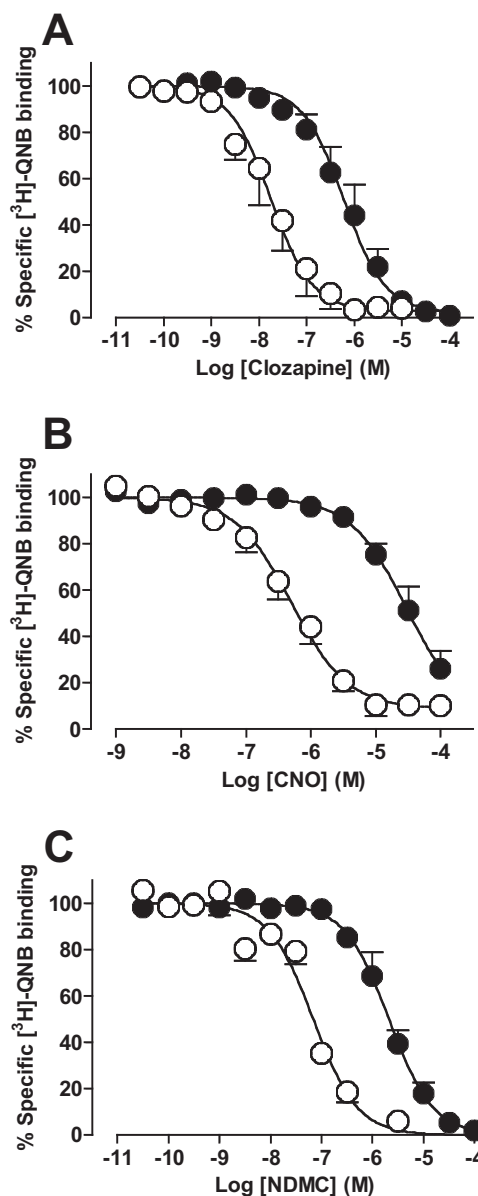 A
% Specific [³H]-QNB binding
100
80
60
40
20
0
-11 -10 -9 -8 -7 -6 -5 -4
Log [Clozapine] (M)
B
% Specific [³H]-QNB binding
100
80
60
40
20
0
-9 -8 -7 -6 -5 -4
Log [CNO] (M)
C
% Specific [³H]-QNB binding
100
80
60
40
20
0
-11 -10 -9 -8 -7 -6 -5 -4
Log [NDMC] (M)